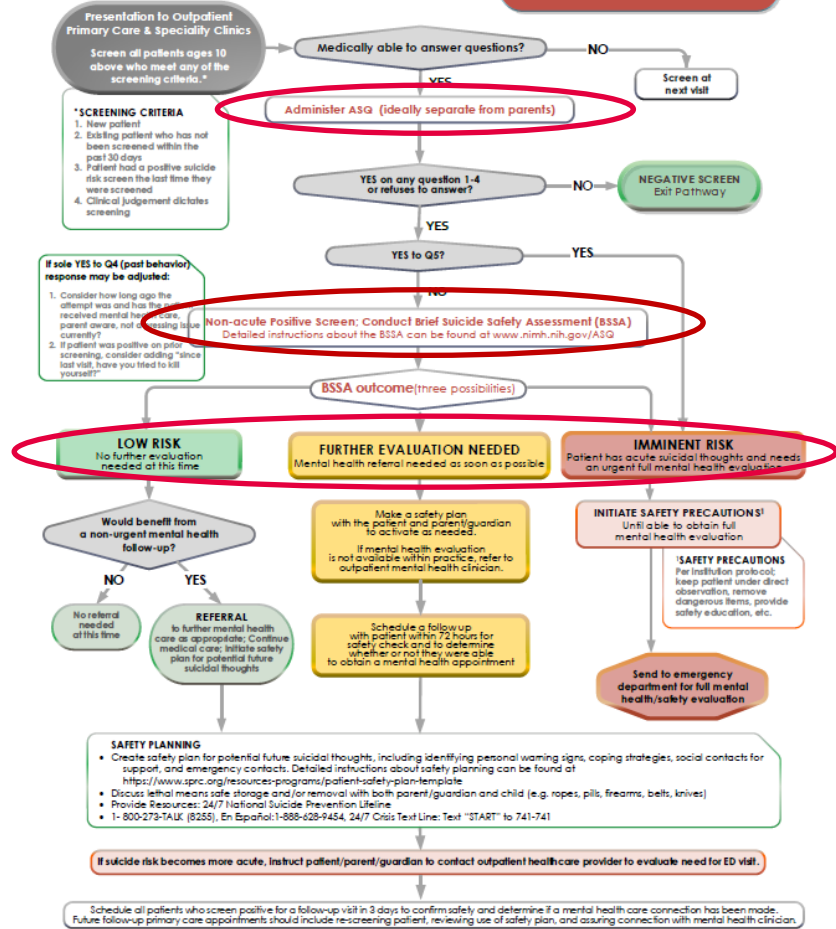 Presentation to Outpatient
Primary Care & Speciality Clinics
Screen all patients ages 10
above who meet any of the
screening criteria.*
Medically able to answer questions?
NO
Screen at
next visit
YES
*SCREENING CRITERIA
1. New patient
2. Existing patient who has not
been screened within the
past 30 days
3. Patient had a positive suicide
risk screen the last time they
were screened
4. Clinical judgement dictates
screening
Administer ASQ (ideally separate from parents)
YES on any question 1-4
or refuses to answer?
NO
NEGATIVE SCREEN
Exit Pathway
YES
YES to Q5?
YES
NO
If sole YES to Q4 (past behavior)
response may be adjusted:
1. Consider how long ago the
attempt was and has the
received mental health care,
parent aware, not a pressing issue
currently?
2. If patient was positive on prior
screening, consider adding "since
last visit, have you tried to kill
yourself?"
Non-acute Positive Screen; Conduct Brief Suicide Safety Assessment (BSSA)
Detailed instructions about the BSSA can be found at www.nimh.nih.gov/ASQ
BSSA outcome(three possibilities)
LOW RISK
No further evaluation
needed at this time
FURTHER EVALUATION NEEDED
Mental health referral needed as soon as possible
IMMINENT RISK
Patient has acute suicidal thoughts and needs
an urgent full mental health evaluation
Would benefit from
a non-urgent mental health
follow-up?
NO
YES
No referral
needed
at this time
REFERRAL
to further mental health
care as appropriate; Continue
medical care; Initiate safety
plan for potential future
suicidal thoughts
Make a safety plan
with the patient and parent/guardian
to activate as needed.
If mental health evaluation
is not available within practice, refer to
outpatient mental health clinician.
Schedule a follow up
with patient within 72 hours for
safety check and to determine
whether or not they were able
to obtain a mental health appointment
INITIATE SAFETY PRECAUTIONS¹
Until able to obtain full
mental health evaluation
¹SAFETY PRECAUTIONS
Per institution protocol;
keep patient under direct
observation, remove
dangerous items, provide
safety education, etc.
Send to emergency
department for full mental
health/safety evaluation
SAFETY PLANNING
• Create safety plan for potential future suicidal thoughts, including identifying personal warning signs, coping strategies, social contacts for
support, and emergency contacts. Detailed instructions about safety planning can be found at
https://www.sprc.org/resources-programs/patient-safety-plan-template
• Discuss lethal means safe storage and/or removal with both parent/guardian and child (e.g. ropes, pills, firearms, belts, knives)
• Provide Resources: 24/7 National Suicide Prevention Lifeline
• 1- 800-273-TALK (8255), En Español:1-888-628-9454, 24/7 Crisis Text Line: Text "START" to 741-741
If suicide risk becomes more acute, instruct patient/parent/guardian to contact outpatient healthcare provider to evaluate need for ED visit.
Schedule all patients who screen positive for a follow-up visit in 3 days to confirm safety and determine if a mental health care connection has been made.
Future follow-up primary care appointments should include re-screening patient, reviewing use of safety plan, and assuring connection with mental health clinician.